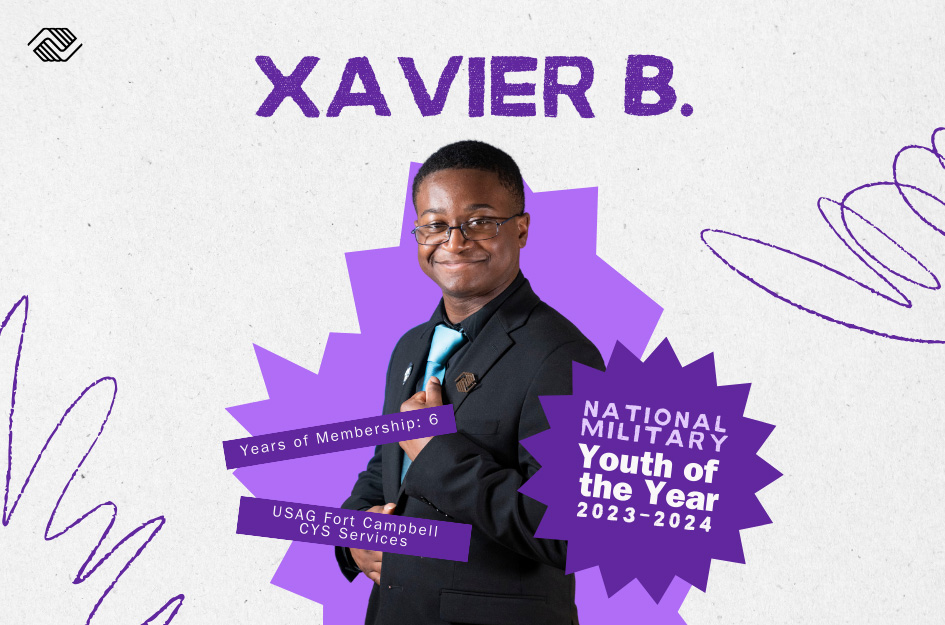 XAVIER B.
Years of Membership: 6
USAG Fort Campbell
CYS Services
NATIONAL
MILITARY
Youth of
the Year
2023-2024